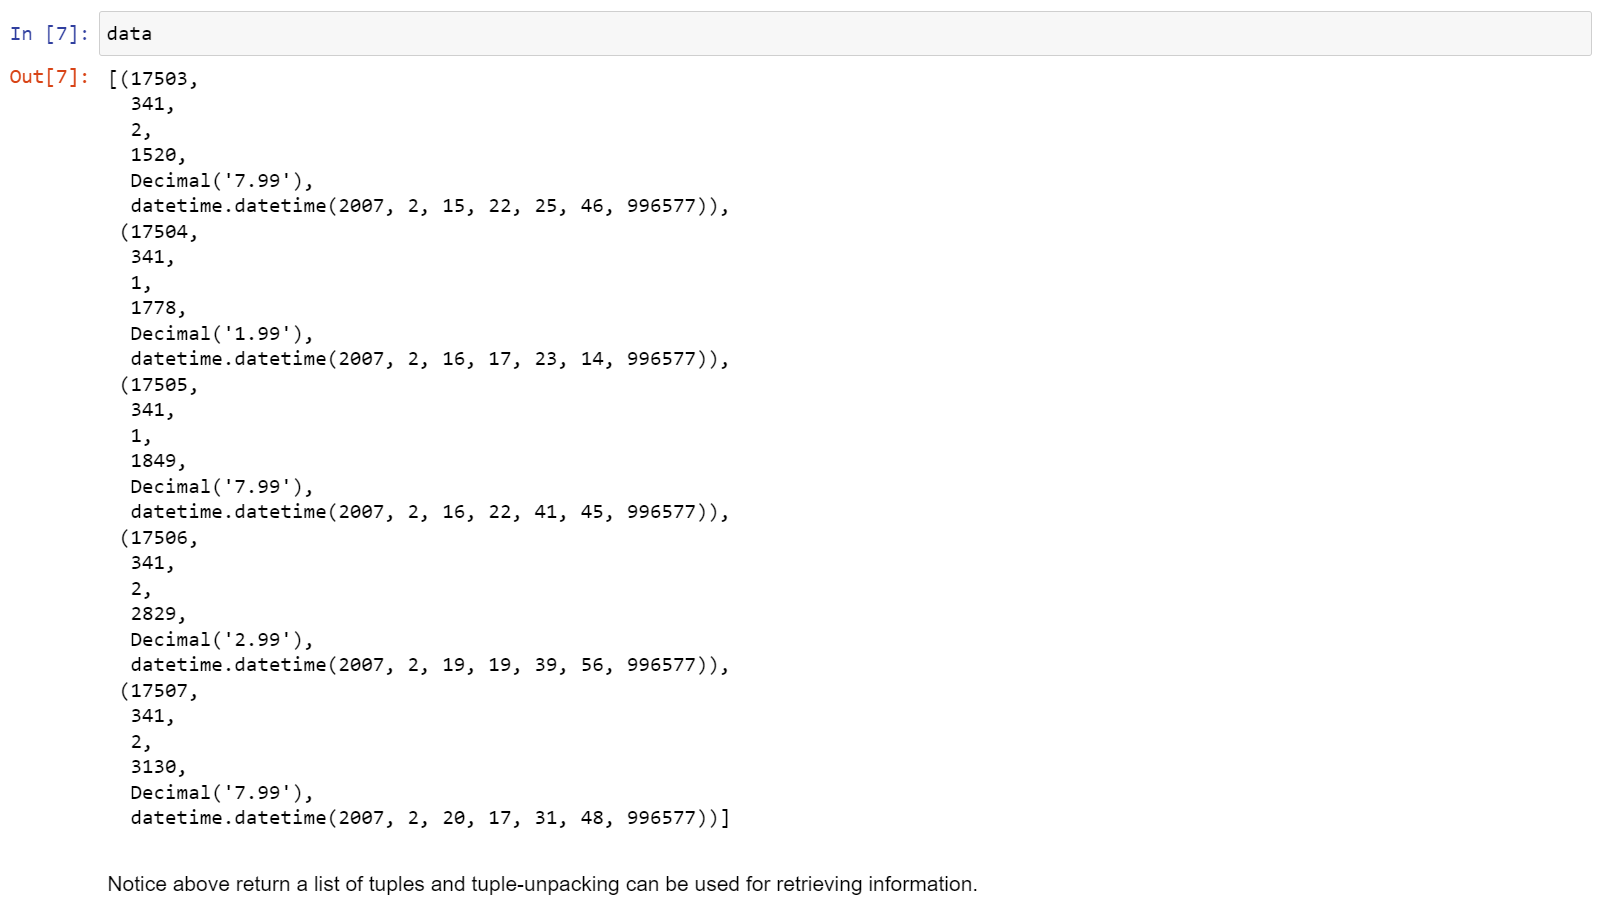 In [7]: data
Out[7]: [(17503,
341,
2,
1520,
Decimal('7.99'),
datetime.datetime(2007, 2, 15, 22, 25, 46, 996577)),
(17504,
341,
1,
1778,
Decimal('1.99'),
datetime.datetime(2007, 2, 16, 17, 23, 14, 996577)),
(17505,
341,
1,
1849,
Decimal('7.99'),
datetime.datetime(2007, 2, 16, 22, 41, 45, 996577)),
(17506,
341,
2,
2829,
Decimal('2.99'),
datetime.datetime(2007, 2, 19, 19, 39, 56, 996577)),
(17507,
341,
2,
3130,
Decimal('7.99'),
datetime.datetime(2007, 2, 20, 17, 31, 48, 996577))]
Notice above return a list of tuples and tuple-unpacking can be used for retrieving information.